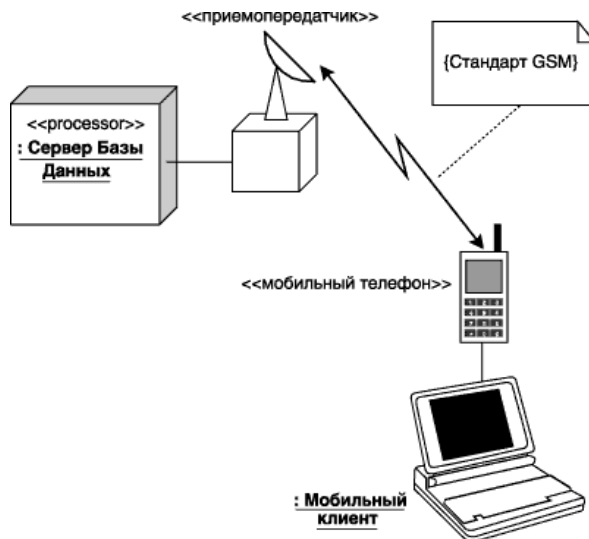 <<приемопередатчик>>
{Стандарт GSM}
<<processor>>
: Сервер Базы
Данных
<<мобильный телефон>>
: Мобильный
клиент